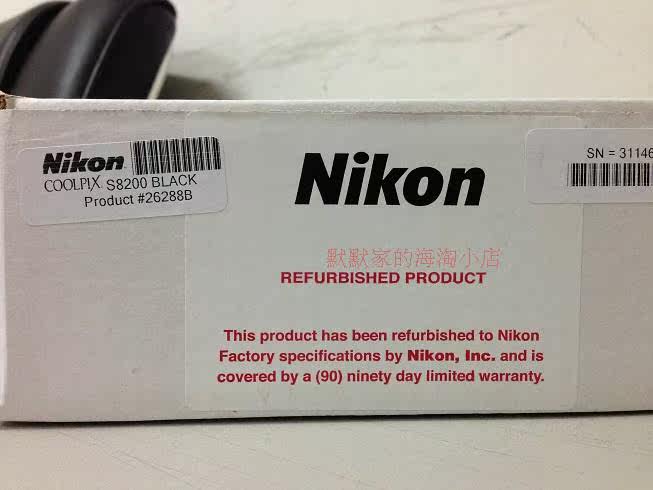 Nikon
COOLPIX S8200 BLACK
Product #26288B
Nikon
默默家的海淘小店
REFURBISHED PRODUCT
This product has been refurbished to Nikon
Factory specifications by Nikon, Inc. and is
covered by a (90) ninety day limited warranty.
SN = 31146